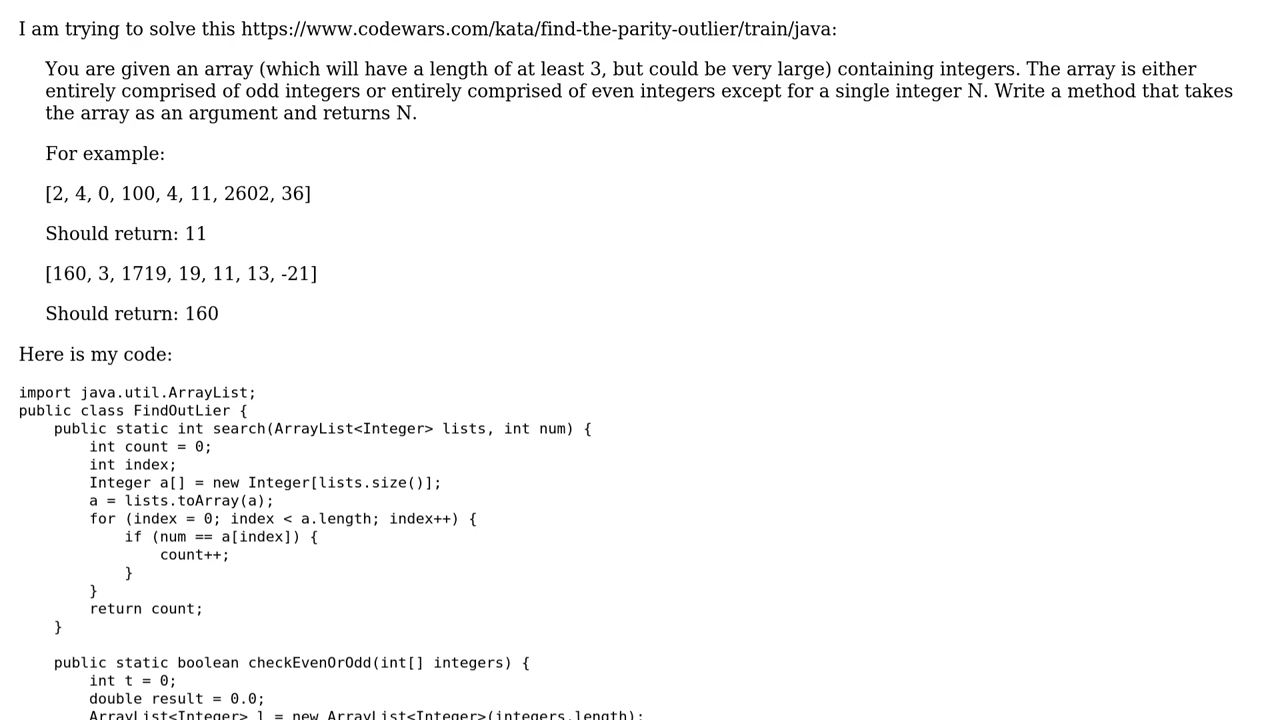 I am trying to solve this https://www.codewars.com/kata/find-the-parity-outlier/train/java:
You are given an array (which will have a length of at least 3, but could be very large) containing integers. The array is either
entirely comprised of odd integers or entirely comprised of even integers except for a single integer N. Write a method that takes
the array as an argument and returns N.
For example:
[2, 4, 0, 100, 4, 11, 2602, 36]
Should return: 11
[160, 3, 1719, 19, 11, 13, -21]
Should return: 160
Here is my code:
import java.util.ArrayList;
public class FindOutLier {
    public static int search(ArrayList<Integer> lists, int num) {
        int count = 0;
        int index;
        Integer a[] = new Integer[lists.size()];
        a = lists.toArray(a);
        for (index = 0; index < a.length; index++) {
            if (num == a[index]) {
                count++;
            }
        }
        return count;
    }
    public static boolean checkEvenOrOdd(int[] integers) {
        int t = 0;
        double result = 0.0;
        ArrayList<Integer> l = new ArrayList<Integer>(integers.length);